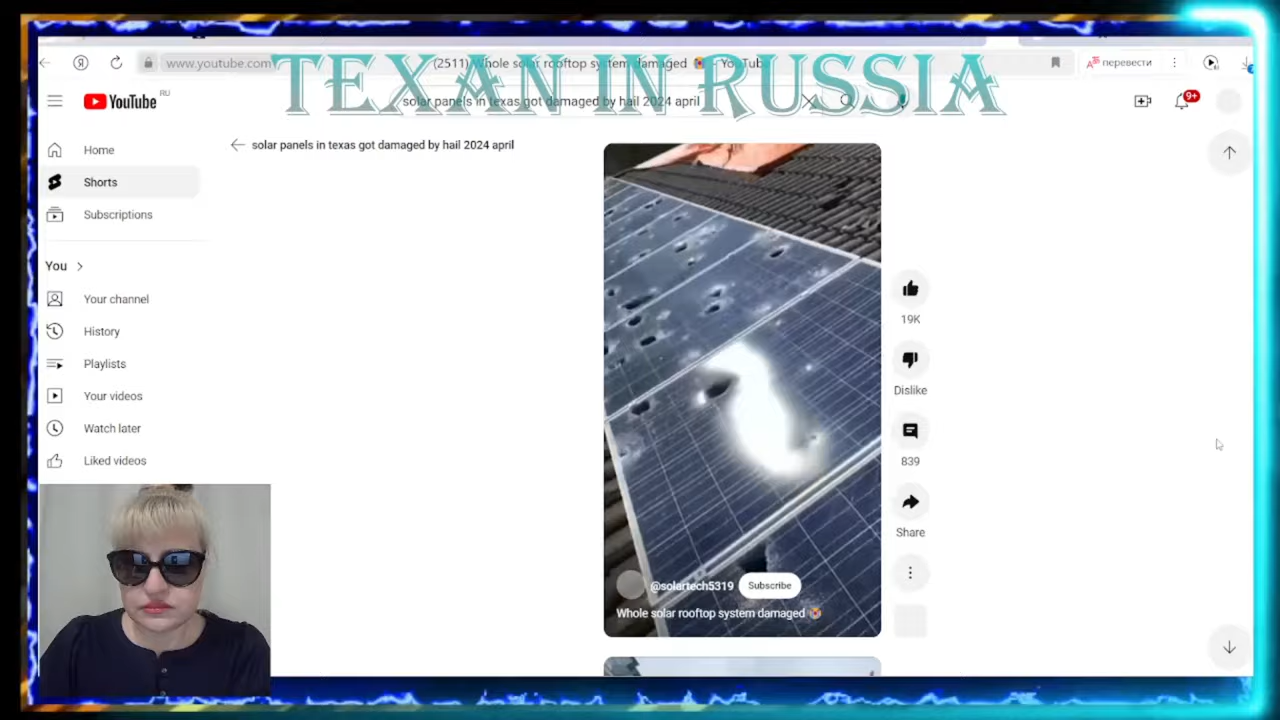 TEXAN IN RUSSIA
www.youtube.com
(2511) Whole solar rooftop system damaged
YouTube
перевести
YouTube RU
solar panels in texas got damaged by hail 2024 april
9+
solar panels in texas got damaged by hail 2024 april
Home
Shorts
Subscriptions
You
Your channel
History
Playlists
Your videos
Watch later
Liked videos
19K
Dislike
839
Share
@solartech5319 Subscribe
Whole solar rooftop system damaged